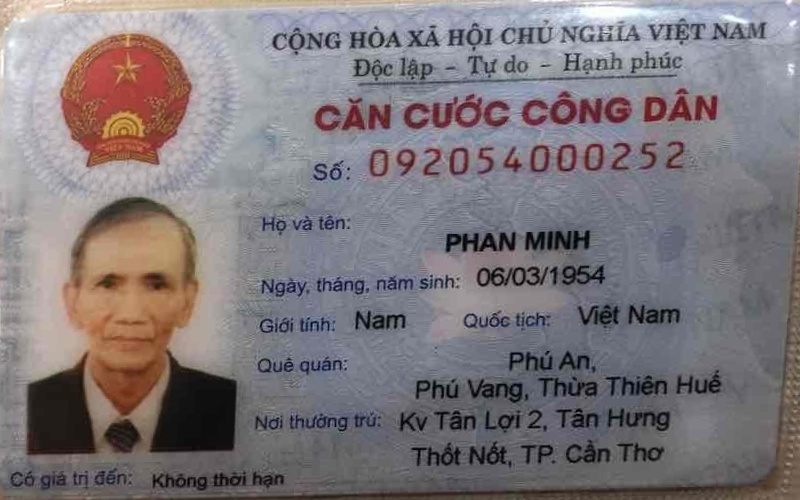 CỘNG HÒA XÃ HỘI CHỦ NGHĨA VIỆT NAM
Độc lập – Tự do – Hạnh phúc
CĂN CƯỚC CÔNG DÂN
Số: 092054000252
Họ và tên:
PHAN MINH
Ngày, tháng, năm sinh: 06/03/1954
Giới tính: Nam Quốc tịch: Việt Nam
Quê quán: Phú An,
Phú Vang, Thừa Thiên Huế
Nơi thường trú: Kv Tân Lợi 2, Tân Hưng
Thốt Nốt, TP. Cần Thơ
Có giá trị đến: Không thời hạn
VIỆT NAM